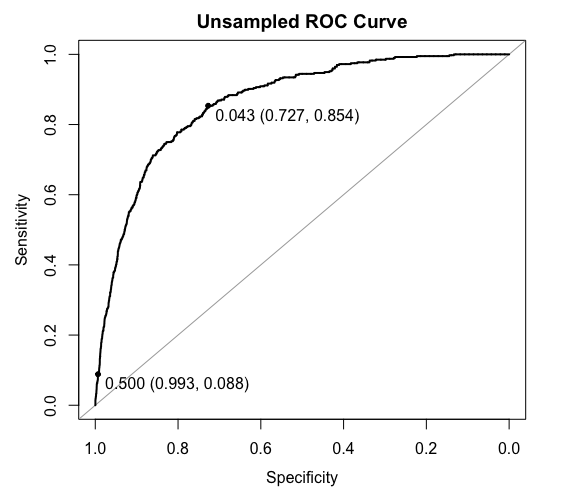 Unsampled ROC Curve
1.0
0.8
0.6
0.4
0.2
0.0
Sensitivity
0.043 (0.727, 0.854)
0.500 (0.993, 0.088)
1.0 0.8 0.6 0.4 0.2 0.0
Specificity